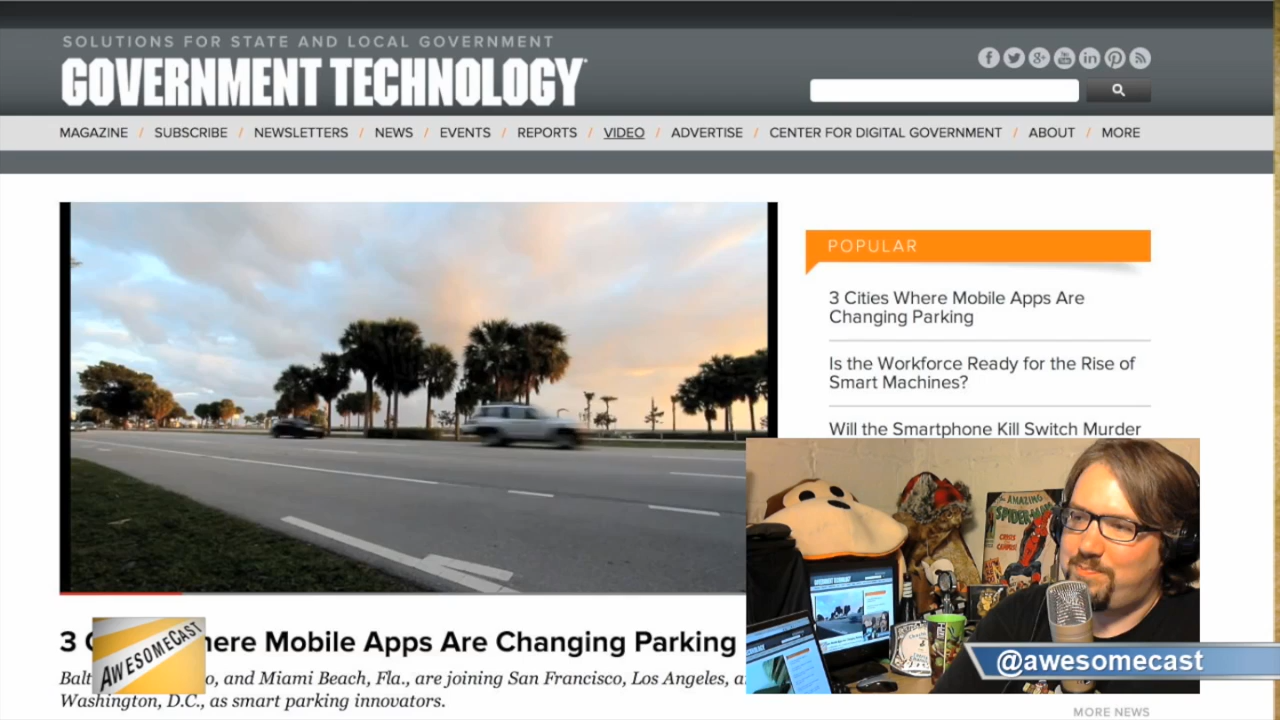 SOLUTIONS FOR STATE AND LOCAL GOVERNMENT
GOVERNMENT TECHNOLOGY
MAGAZINE / SUBSCRIBE / NEWSLETTERS / NEWS / EVENTS / REPORTS / VIDEO / ADVERTISE / CENTER FOR DIGITAL GOVERNMENT / ABOUT / MORE
POPULAR
3 Cities Where Mobile Apps Are
Changing Parking
Is the Workforce Ready for the Rise of
Smart Machines?
Will the Smartphone Kill Switch Murder
AMAZING
SPIDER-MAN
3 C here Mobile Apps Are Changing Parking
AWESOMECAST
Balt o, and Miami Beach, Fla., are joining San Francisco, Los Angeles, a
Washington, D.C., as smart parking innovators.
@awesomecast
MORE NEWS